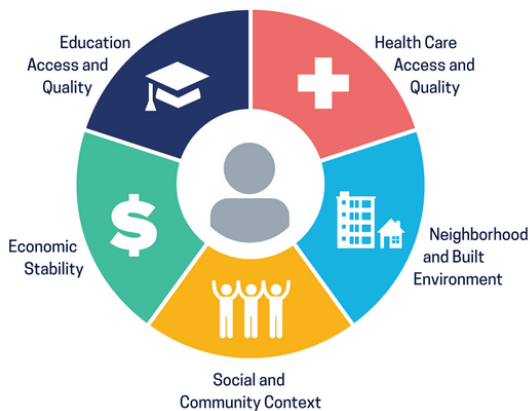 Education
Access and
Quality
Health Care
Access and
Quality
Economic
Stability
$
Neighborhood
and Built
Environment
Social and
Community Context